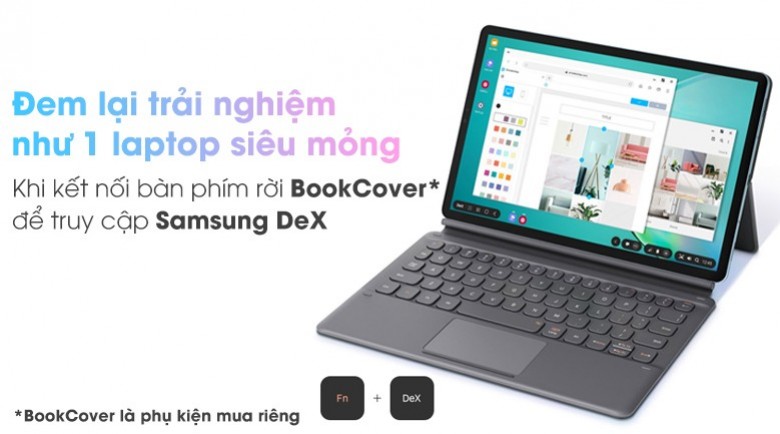 Đem lại trải nghiệm
như 1 laptop siêu mỏng
Khi kết nối bàn phím rời BookCover*
để truy cập Samsung DeX
Fn + DeX
*BookCover là phụ kiện mua riêng